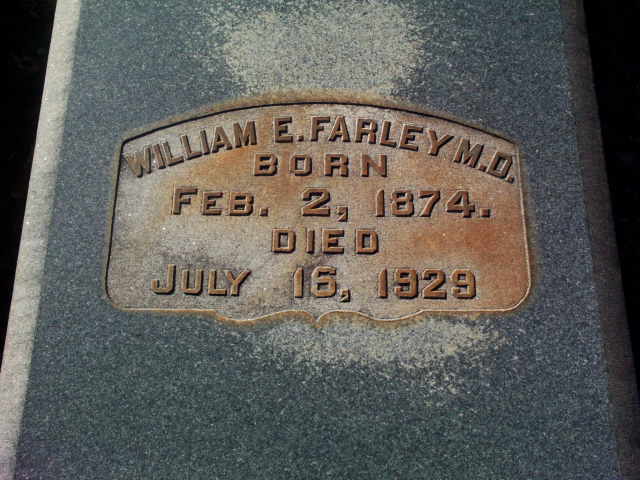 WILLIAM E. FARLEY M.D.
BORN
FEB. 2, 1874.
DIED
JULY 16, 1929